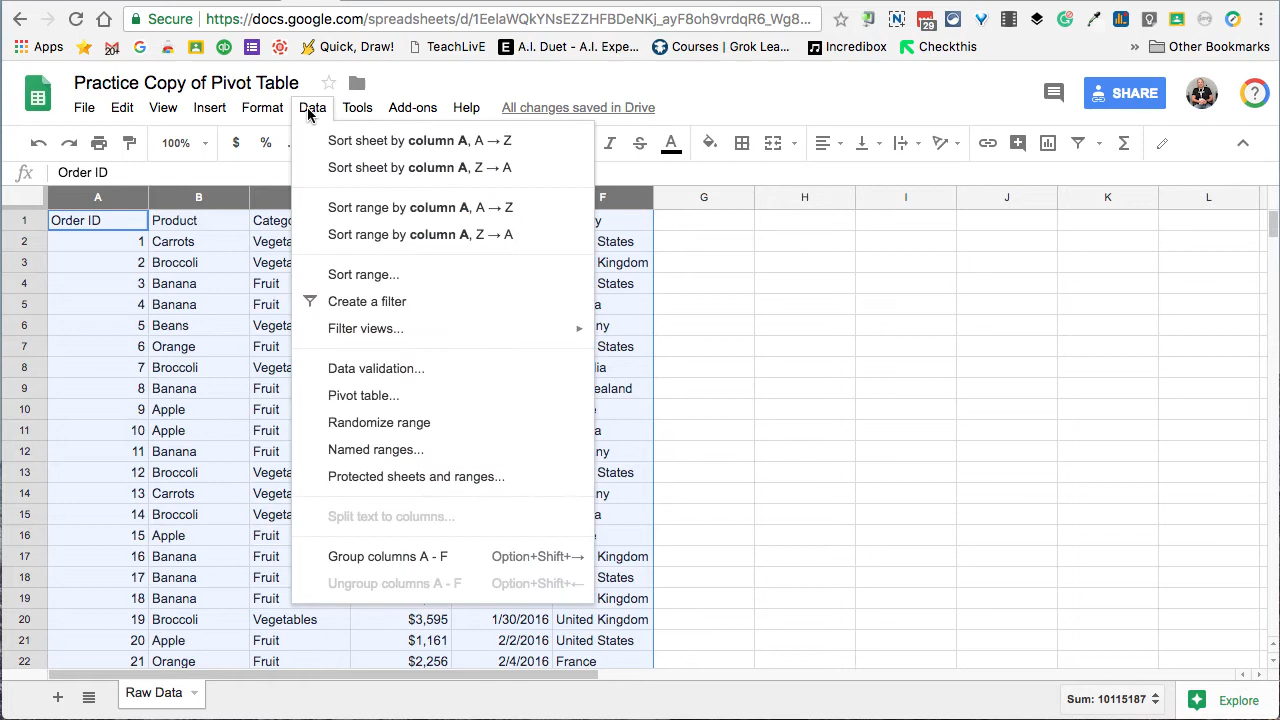 Secure https://docs.google.com/spreadsheets/d/1EelaWQkYNsEZZHFBDeNKj_ayF8oh9vrdqR6_Wg8...
29
Apps Quick, Draw! TeachLIVE A.I. Duet - A.I. Expe... Courses | Grok Lea... Incredibox Checkthis » Other Bookmarks
Practice Copy of Pivot Table
SHARE
File Edit View Insert Format Data Tools Add-ons Help All changes saved in Drive
100% $ % .
fx Order ID
A B F G H I J K L
1 Order ID Product Catego y
2 1 Carrots Vegeta States
3 2 Broccoli Vegeta Kingdom
4 3 Banana Fruit States
5 4 Banana Fruit a
6 5 Beans Vegeta ny
7 6 Orange Fruit States
8 7 Broccoli Vegeta lia
9 8 Banana Fruit ealand
10 9 Apple Fruit e
11 10 Apple Fruit a
12 11 Banana Fruit ny
13 12 Broccoli Vegeta States
14 13 Carrots Vegeta ny
15 14 Broccoli Vegeta a
16 15 Apple Fruit e
17 16 Banana Fruit Kingdom
18 17 Banana Fruit States
19 18 Banana Fruit Kingdom
20 19 Broccoli Vegetables $3,595 1/30/2016 United Kingdom
21 20 Apple Fruit $1,161 2/2/2016 United States
22 21 Orange Fruit $2,256 2/4/2016 France
Sort sheet by column A, A → Z
Sort sheet by column A, Z → A
Sort range by column A, A → Z
Sort range by column A, Z → A
Sort range...
Create a filter
Filter views...
Data validation...
Pivot table...
Randomize range
Named ranges...
Protected sheets and ranges...
Split text to columns...
Group columns A - F Option+Shift+→
Ungroup columns A - F Option+Shift+←
Raw Data Sum: 10115187 Explore